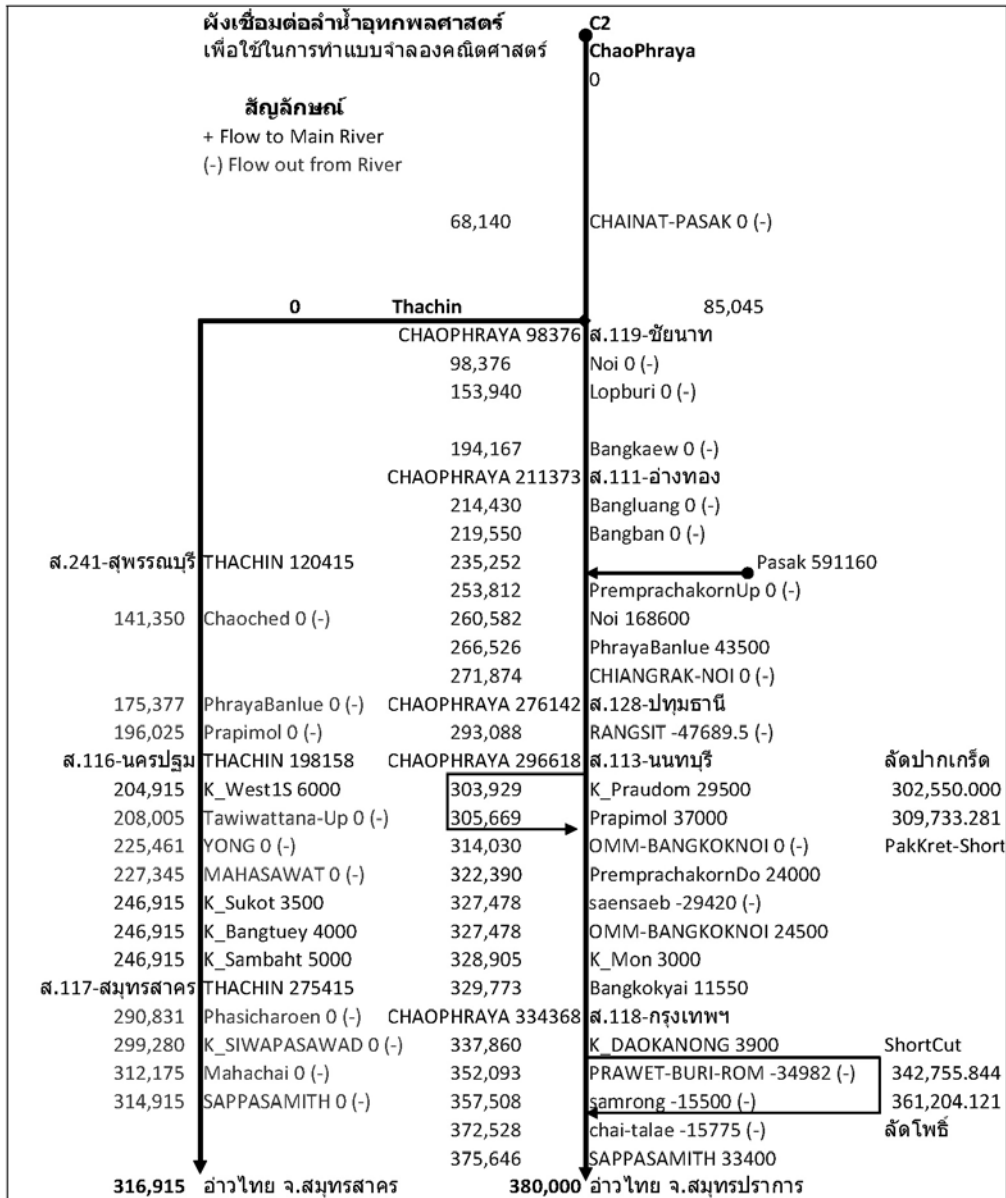 ผังเชื่อมต่อลำน้ำอุทกพลศาสตร์ C2
เพื่อใช้ในการทำแบบจำลองคณิตศาสตร์ ChaoPhraya
0
สัญลักษณ์
+ Flow to Main River
(-) Flow out from River
68,140 CHAINAT-PASAK 0 (-)
0 Thachin 85,045
CHAOPHRAYA 98376 ส.119-ชัยนาท
98,376 Noi 0 (-)
153,940 Lopburi 0 (-)
194,167 Bangkaew 0 (-)
CHAOPHRAYA 211373 ส.111-อ่างทอง
214,430 Bangluang 0 (-)
219,550 Bangban 0 (-)
ส.241-สุพรรณบุรี THACHIN 120415 235,252 Pasak 591160
253,812 PremprachakornUp 0 (-)
141,350 Chaoched 0 (-) 260,582 Noi 168600
266,526 PhrayaBanlue 43500
271,874 CHIANGRAK-NOI 0 (-)
175,377 PhrayaBanlue 0 (-) CHAOPHRAYA 276142 ส.128-ปทุมธานี
196,025 Prapimol 0 (-) 293,088 RANGSIT -47689.5 (-)
ส.116-นครปฐม THACHIN 198158 CHAOPHRAYA 296618 ส.113-นนทบุรี ลัดปากเกร็ด
204,915 K_West1S 6000 303,929 K_Praudom 29500 302,550.000
208,005 Tawiwattana-Up 0 (-) 305,669 Prapimol 37000 309,733.281
225,461 YONG 0 (-) 314,030 OMM-BANGKOKNOI 0 (-) PakKret-Short
227,345 MAHASAWAT 0 (-) 322,390 PremprachakornDo 24000
246,915 K_Sukot 3500 327,478 saensaeb -29420 (-)
246,915 K_Bangtuey 4000 327,478 OMM-BANGKOKNOI 24500
246,915 K_Sambaht 5000 328,905 K_Mon 3000
ส.117-สมุทรสาคร THACHIN 275415 329,773 Bangkokyai 11550
290,831 Phasicharoen 0 (-) CHAOPHRAYA 334368 ส.118-กรุงเทพฯ
299,280 K_SIWAPASAWAD 0 (-) 337,860 K_DAOKANONG 3900 ShortCut
312,175 Mahachai 0 (-) 352,093 PRAWET-BURI-ROM -34982 (-) 342,755.844
314,915 SAPPASAMITH 0 (-) 357,508 samrong -15500 (-) 361,204.121
372,528 chai-talae -15775 (-) ลัดโพธิ์
375,646 SAPPASAMITH 33400
316,915 อ่าวไทย จ.สมุทรสาคร 380,000 อ่าวไทย จ.สมุทรปราการ